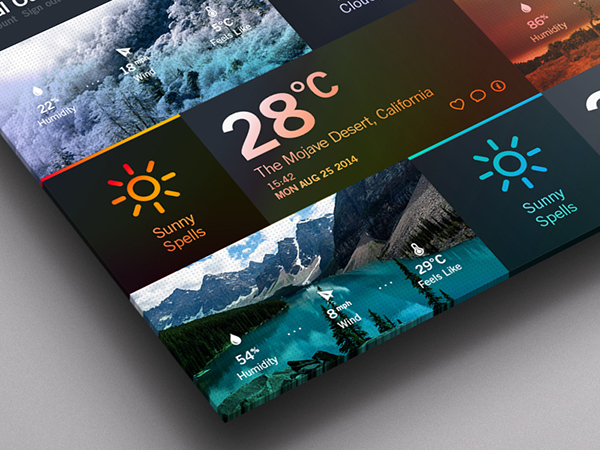 Sign out
Cloud
5°C
Feels Like
18 mph
Wind
22°
Humidity
86%
Humidity
28°C
The Mojave Desert, California
15:42
MON AUG 25 2014
Sunny
Spells
Sunny
Spells
29°C
Feels Like
8 mph
Wind
54%
Humidity